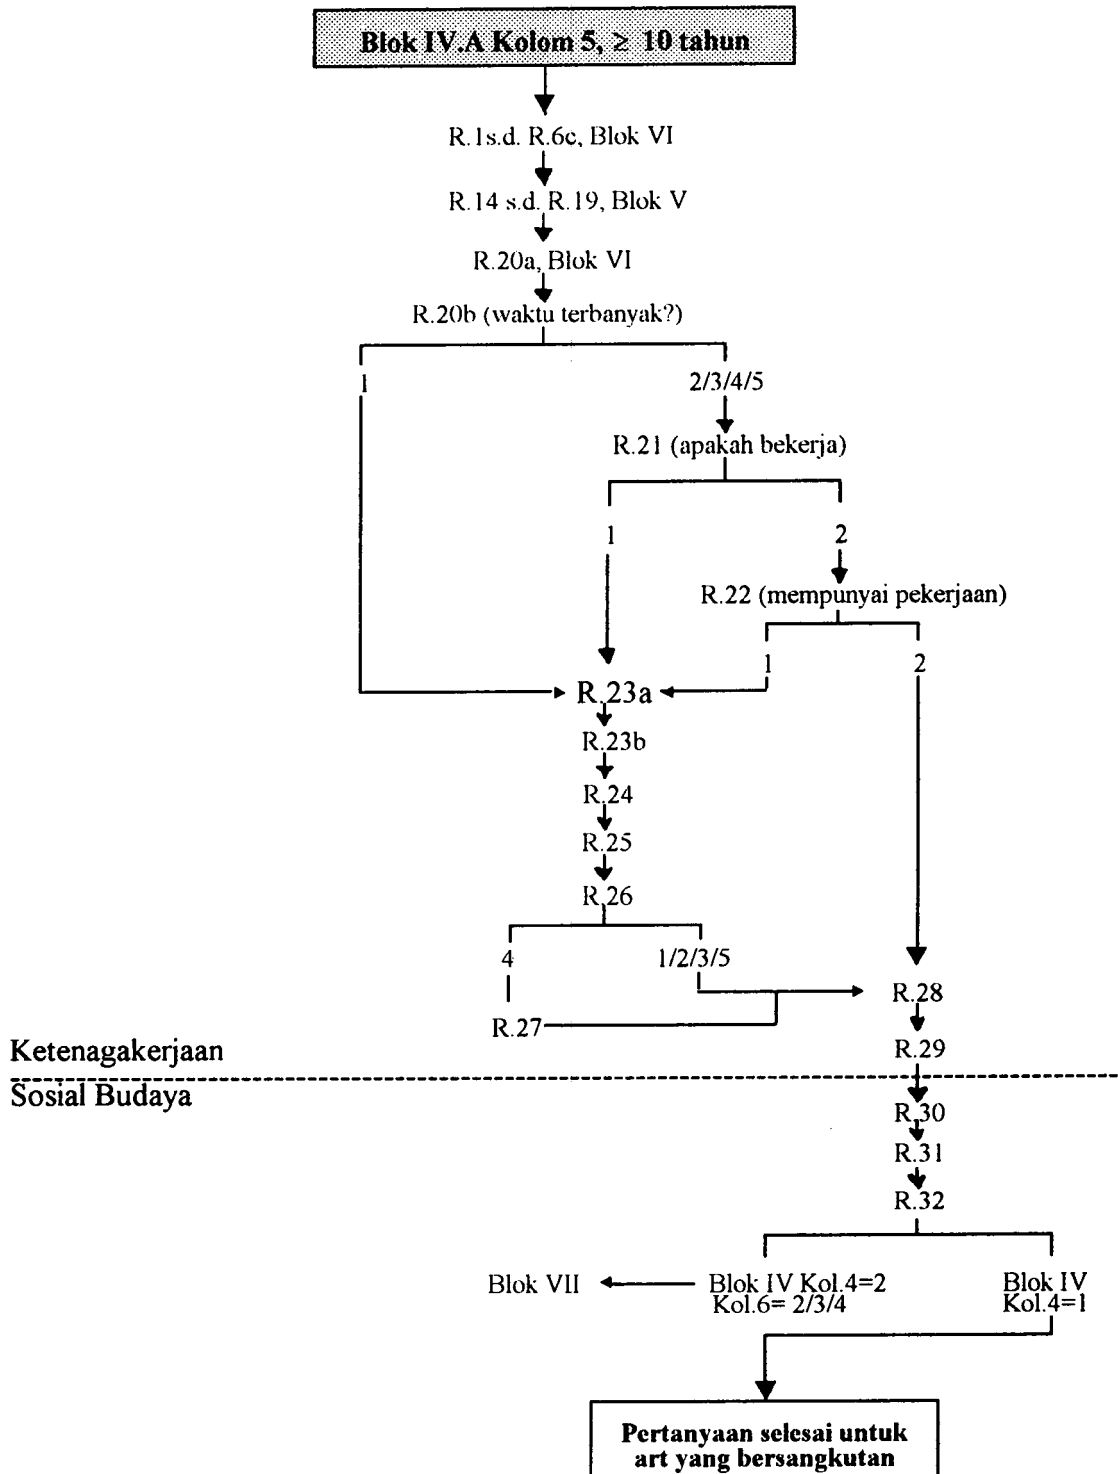 Blok IV.A Kolom 5, ≥ 10 tahun
R.1s.d. R.6c, Blok VI
R.14 s.d. R.19, Blok V
R.20a, Blok VI
R.20b (waktu terbanyak?)
1
2/3/4/5
R.21 (apakah bekerja)
1
2
R.22 (mempunyai pekerjaan)
1
2
R.23a
R.23b
R.24
R.25
R.26
4
1/2/3/5
R.28
R.27
Ketenagakerjaan
R.29
Sosial Budaya
R.30
R.31
R.32
Blok VII
Blok IV Kol.4=2
Kol.6= 2/3/4
Blok IV
Kol.4=1
Pertanyaan selesai untuk
art yang bersangkutan